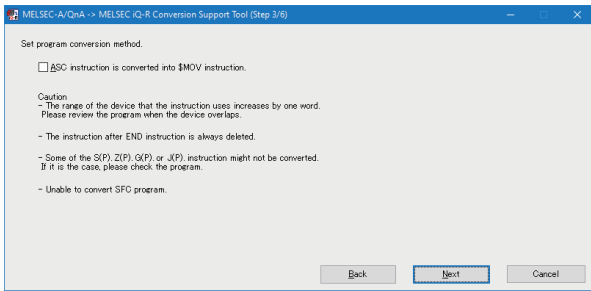 MELSEC-A/QnA -> MELSEC iQ-R Conversion Support Tool (Step 3/6)
Set program conversion method.
ASC instruction is converted into $MOV instruction.
Caution
- The range of the device that the instruction uses increases by one word.
Please review the program when the device overlaps.
- The instruction after END instruction is always deleted.
- Some of the S(P). Z(P). G(P). or J(P). instruction might not be converted.
If it is the case, please check the program.
- Unable to convert SFC program.
Back Next Cancel